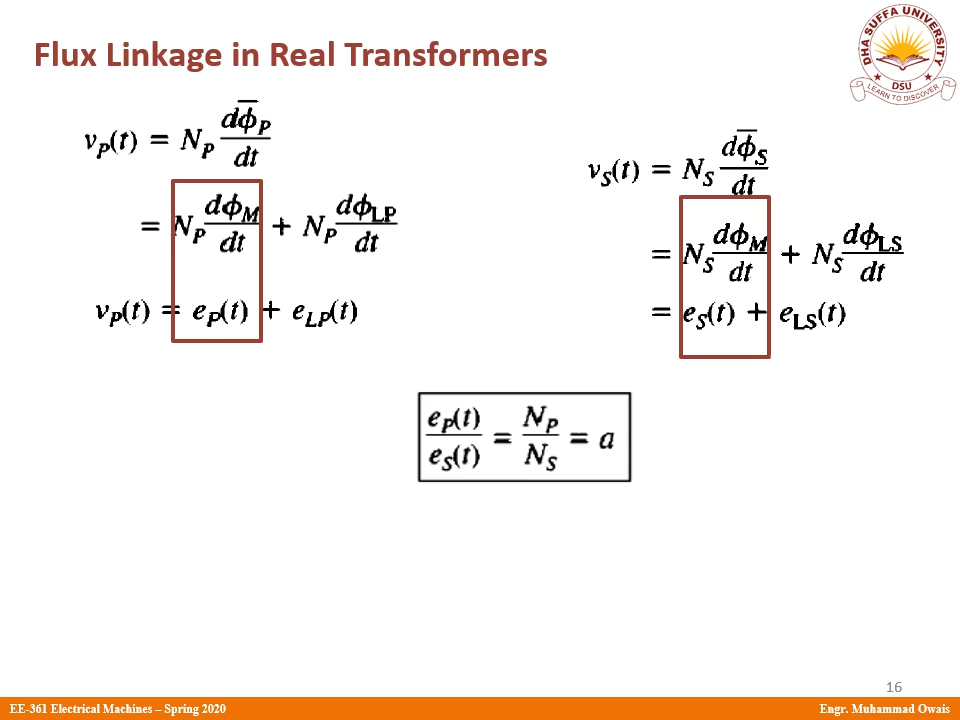 Flux Linkage in Real Transformers
DHA SUFFA UNIVERSITY
DSU
LEARN TO DISCOVER
v_P(t) = N_P dϕ̅_P/dt
= N_P dϕ_M/dt + N_P dϕ_LP/dt
v_P(t) = e_P(t) + e_LP(t)
v_S(t) = N_S dϕ̅_S/dt
= N_S dϕ_M/dt + N_S dϕ_LS/dt
= e_S(t) + e_LS(t)
e_P(t)/e_S(t) = N_P/N_S = a
16
EE-361 Electrical Machines – Spring 2020
Engr. Muhammad Owais